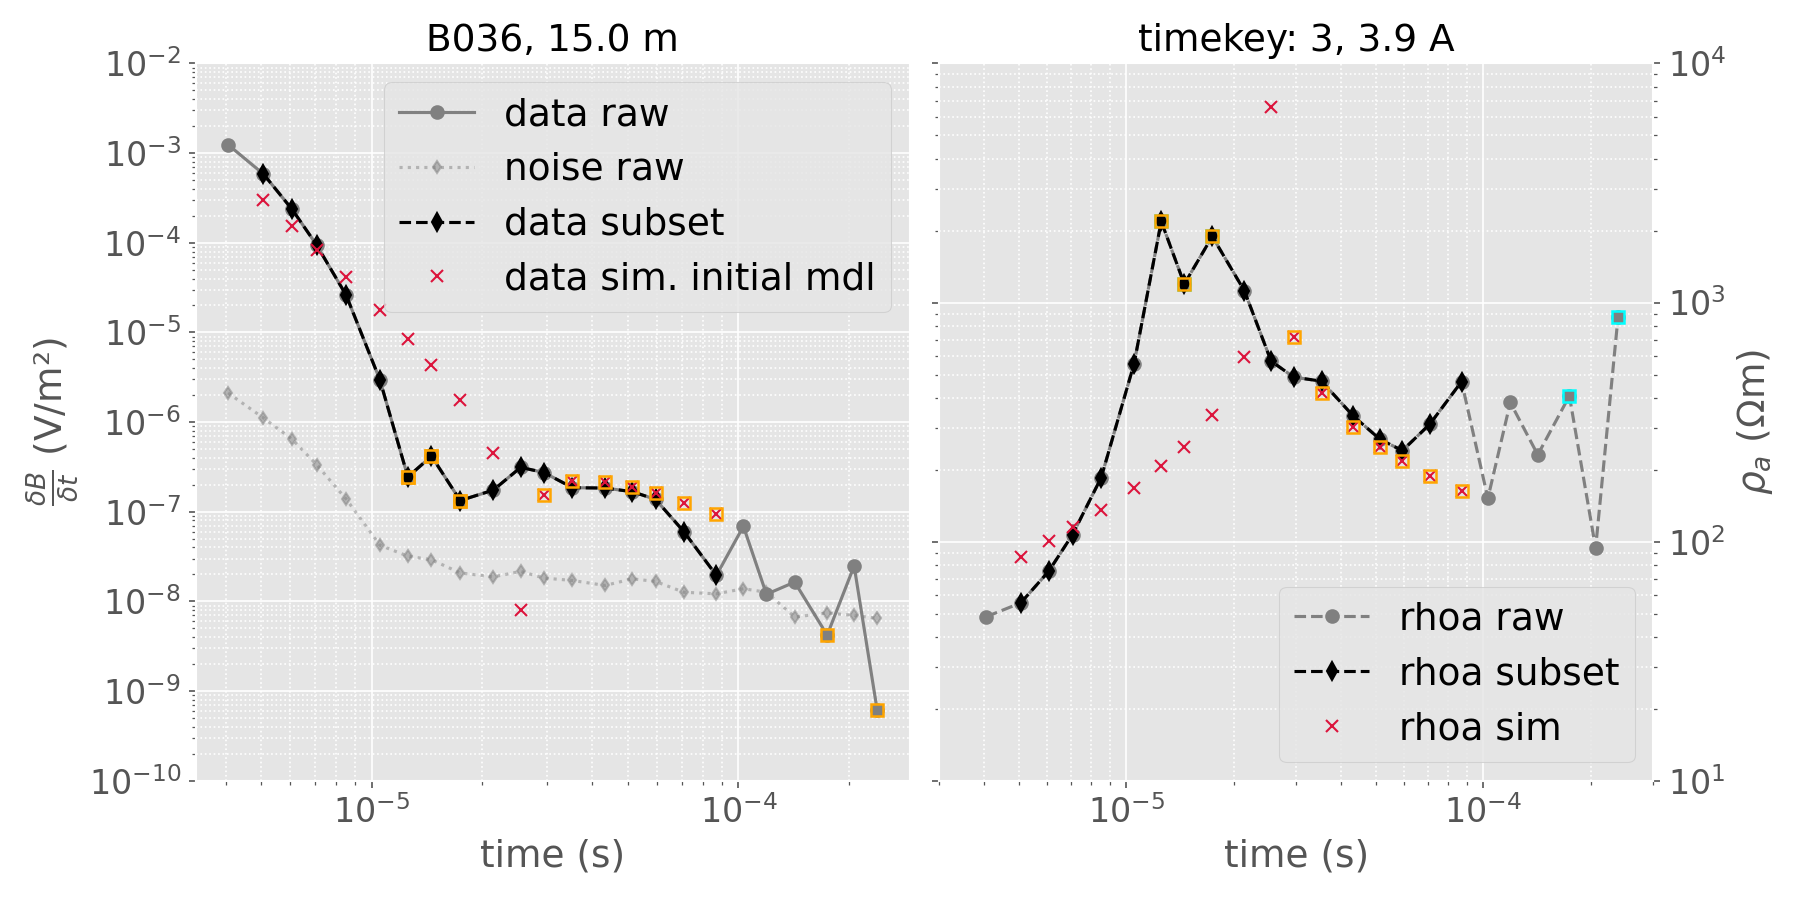 B036, 15.0 m
timekey: 3, 3.9 A
10⁻²
10⁻³
10⁻⁴
10⁻⁵
10⁻⁶
10⁻⁷
10⁻⁸
10⁻⁹
10⁻¹⁰
δB/δt (V/m²)
data raw
noise raw
data subset
data sim. initial mdl
10⁻⁵
10⁻⁴
time (s)
rhoa raw
rhoa subset
rhoa sim
10⁻⁵
10⁻⁴
time (s)
10⁴
10³
10²
10¹
ρₐ (Ωm)